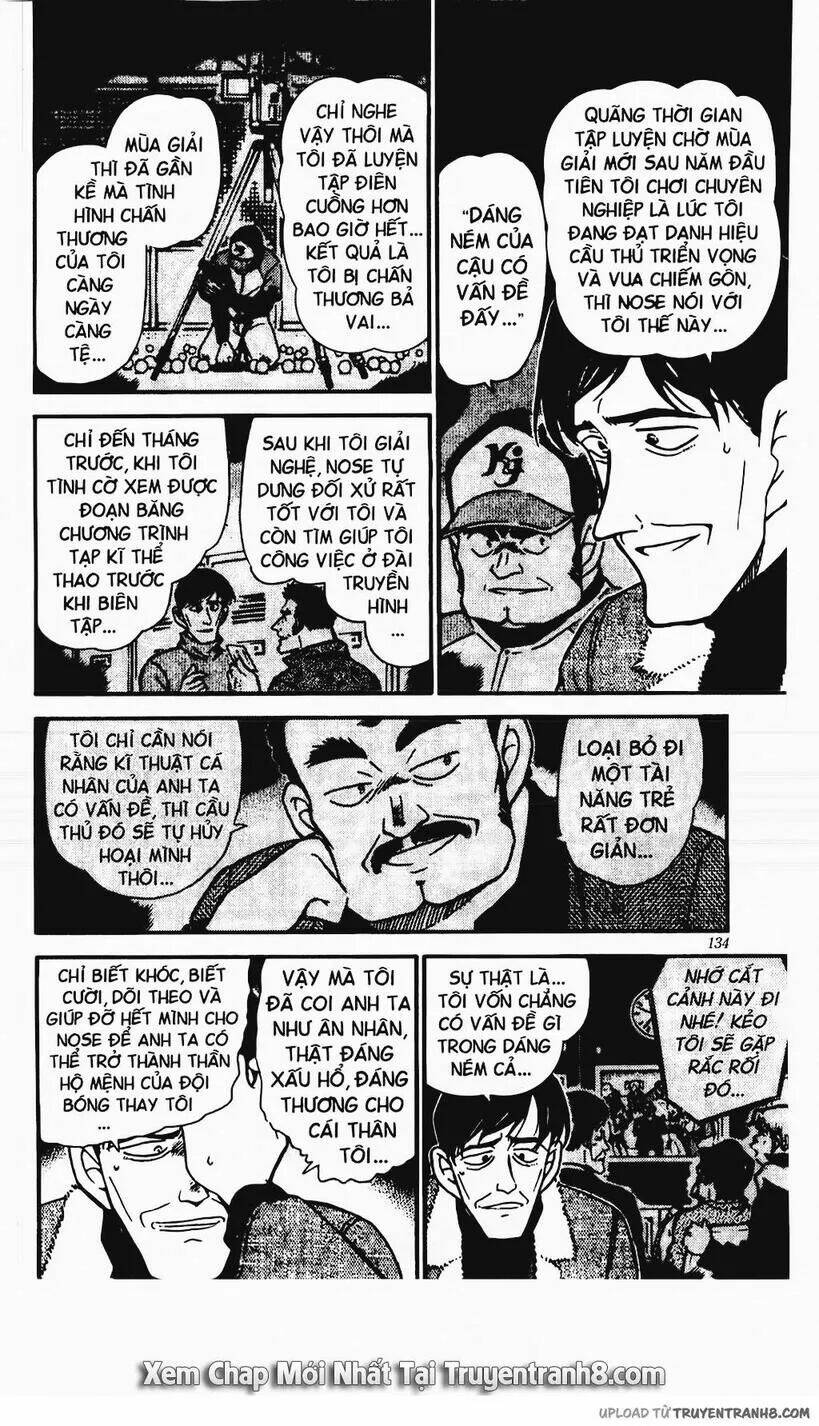 QUÃNG THỜI GIAN
TẬP LUYỆN CHỜ MÙA
GIẢI MỚI SAU NĂM ĐẦU
TIÊN TÔI CHƠI CHUYÊN
NGHIỆP LÀ LÚC TÔI
ĐANG ĐẠT DANH HIỆU
CẦU THỦ TRIỂN VỌNG
VÀ VUA CHIẾM GÔN,
THÌ NOSE NÓI VỚI
TÔI THẾ NÀY...
"DÁNG
NÉM CỦA
CẬU CÓ
VẤN ĐỀ
ĐẤY..."
Kg
CHỈ NGHE
VẬY THÔI MÀ
TÔI ĐÃ LUYỆN
TẬP ĐIÊN
CUỒNG HƠN
BAO GIỜ HẾT...
KẾT QUẢ LÀ
TÔI BỊ CHẤN
THƯƠNG BẢ
VAI...
MÙA GIẢI
THÌ ĐÃ GẦN
KỀ MÀ TÌNH
HÌNH CHẤN
THƯƠNG
CỦA TÔI
CÀNG
NGÀY
CÀNG
TỆ...
SAU KHI TÔI GIẢI
NGHỆ, NOSE TỰ
DƯNG ĐỐI XỬ RẤT
TỐT VỚI TÔI VÀ
CÒN TÌM GIÚP TÔI
CÔNG VIỆC Ở ĐÀI
TRUYỀN
HÌNH
...
CHỈ ĐẾN THÁNG
TRƯỚC, KHI TÔI
TÌNH CỜ XEM ĐƯỢC
ĐOẠN BĂNG
CHƯƠNG TRÌNH
TẠP KĨ THỂ
THAO TRƯỚC
KHI BIÊN
TẬP...
LOẠI BỎ ĐI
MỘT TÀI
NĂNG TRẺ
RẤT ĐƠN
GIẢN...
TÔI CHỈ CẦN NÓI
RẰNG KĨ THUẬT CÁ
NHÂN CỦA ANH TA
CÓ VẤN ĐỀ, THÌ CẦU
THỦ ĐÓ SẼ TỰ HỦY
HOẠI MÌNH
THÔI...
134
NHỚ CẮT
CẢNH NÀY ĐI
NHÉ! KẺO
TÔI SẼ GẶP
RẮC RỐI
ĐÓ...
SỰ THẬT LÀ...
TÔI VỐN CHẲNG
CÓ VẤN ĐỀ GÌ
TRONG DÁNG
NÉM CẢ...
VẬY MÀ TÔI
ĐÃ COI ANH TA
NHƯ ÂN NHÂN,
THẬT ĐÁNG
XẤU HỔ, ĐÁNG
THƯƠNG CHO
CÁI THÂN
TÔI...
CHỈ BIẾT KHÓC, BIẾT
CƯỜI, DÕI THEO VÀ
GIÚP ĐỠ HẾT MÌNH CHO
NOSE ĐỂ ANH TA CÓ
THỂ TRỞ THÀNH THẦN
HỘ MỆNH CỦA ĐỘI
BÓNG THAY TÔI
...
Xem Chap Mới Nhất Tại Truyentranh8.com
UPLOAD TỪ TRUYENTRANH8.COM